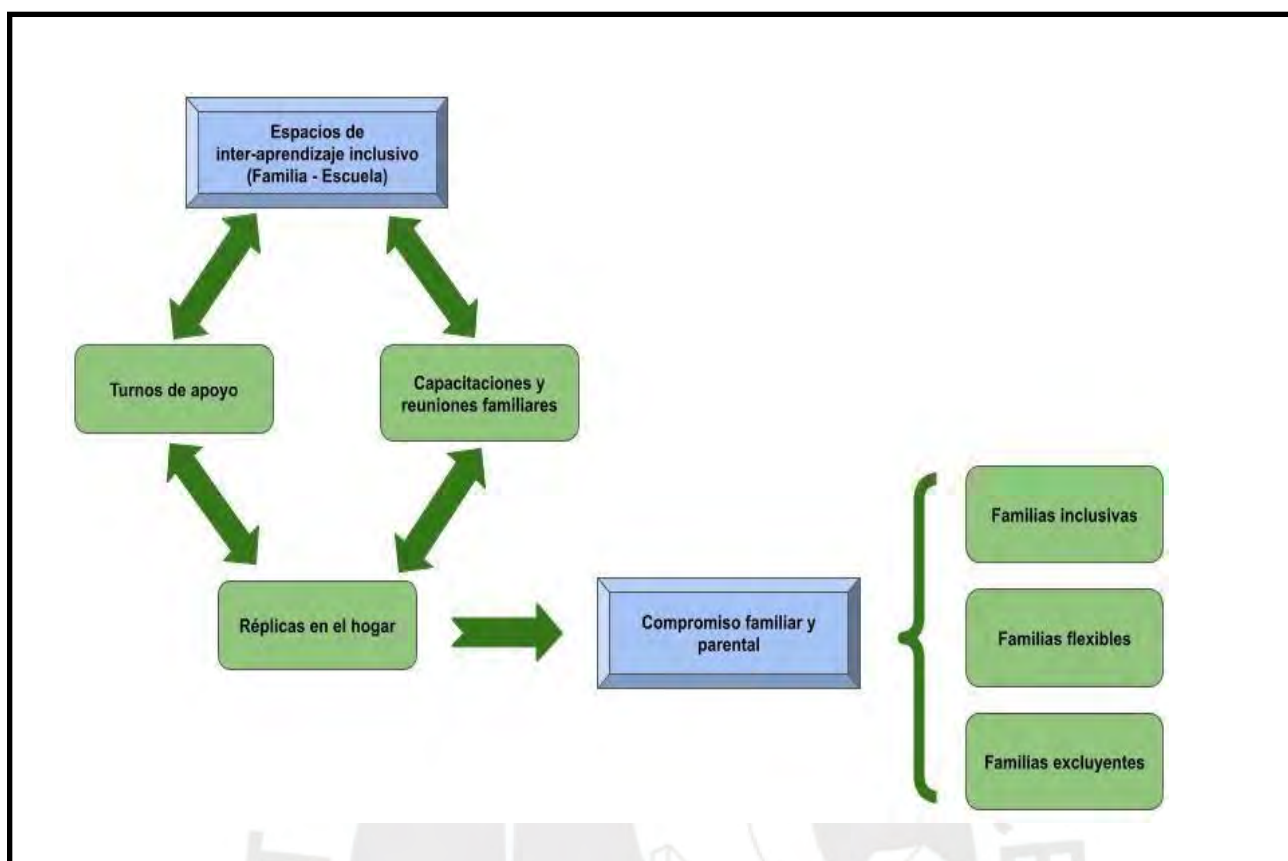 Espacios de
inter-aprendizaje inclusivo
(Familia - Escuela)
Turnos de apoyo
Capacitaciones y
reuniones familiares
Réplicas en el hogar
Compromiso familiar y
parental
Familias inclusivas
Familias flexibles
Familias excluyentes